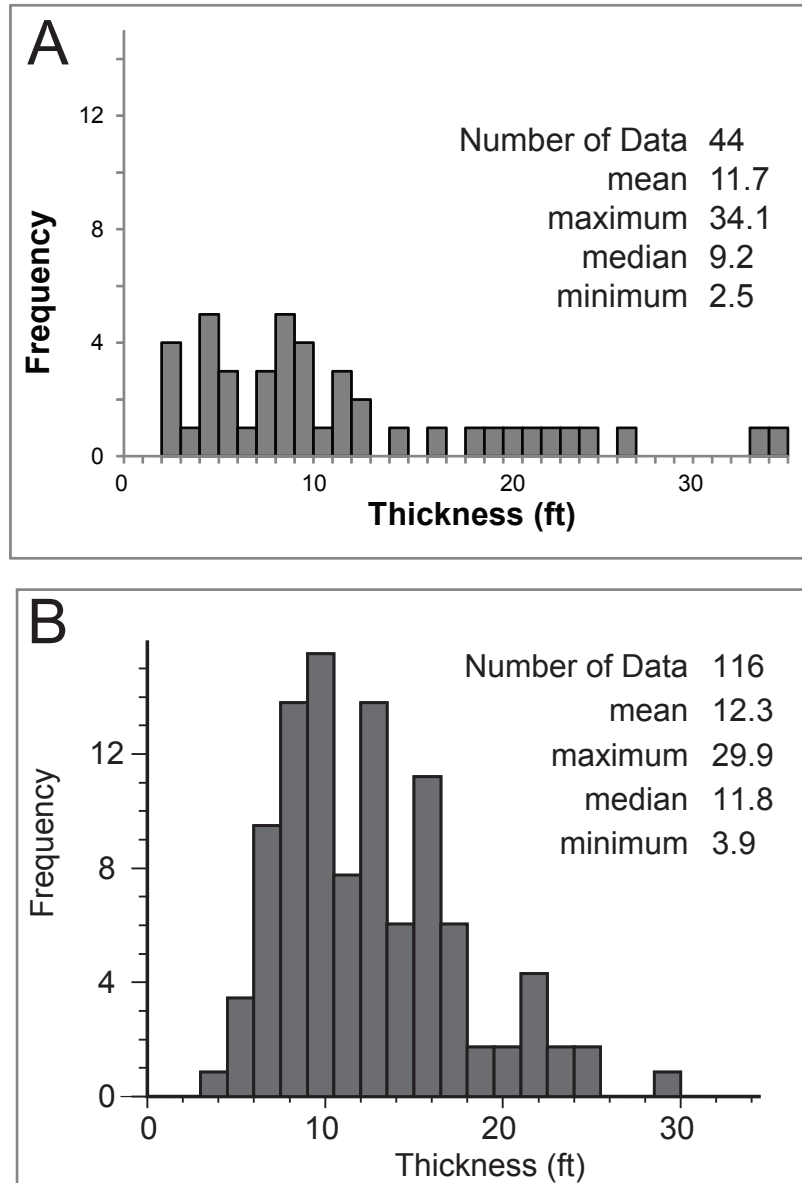 A
12
8
4
0
Frequency
Number of Data 44
mean 11.7
maximum 34.1
median 9.2
minimum 2.5
0 10 20 30
Thickness (ft)
B
12
8
4
0
Frequency
Number of Data 116
mean 12.3
maximum 29.9
median 11.8
minimum 3.9
0 10 20 30
Thickness (ft)